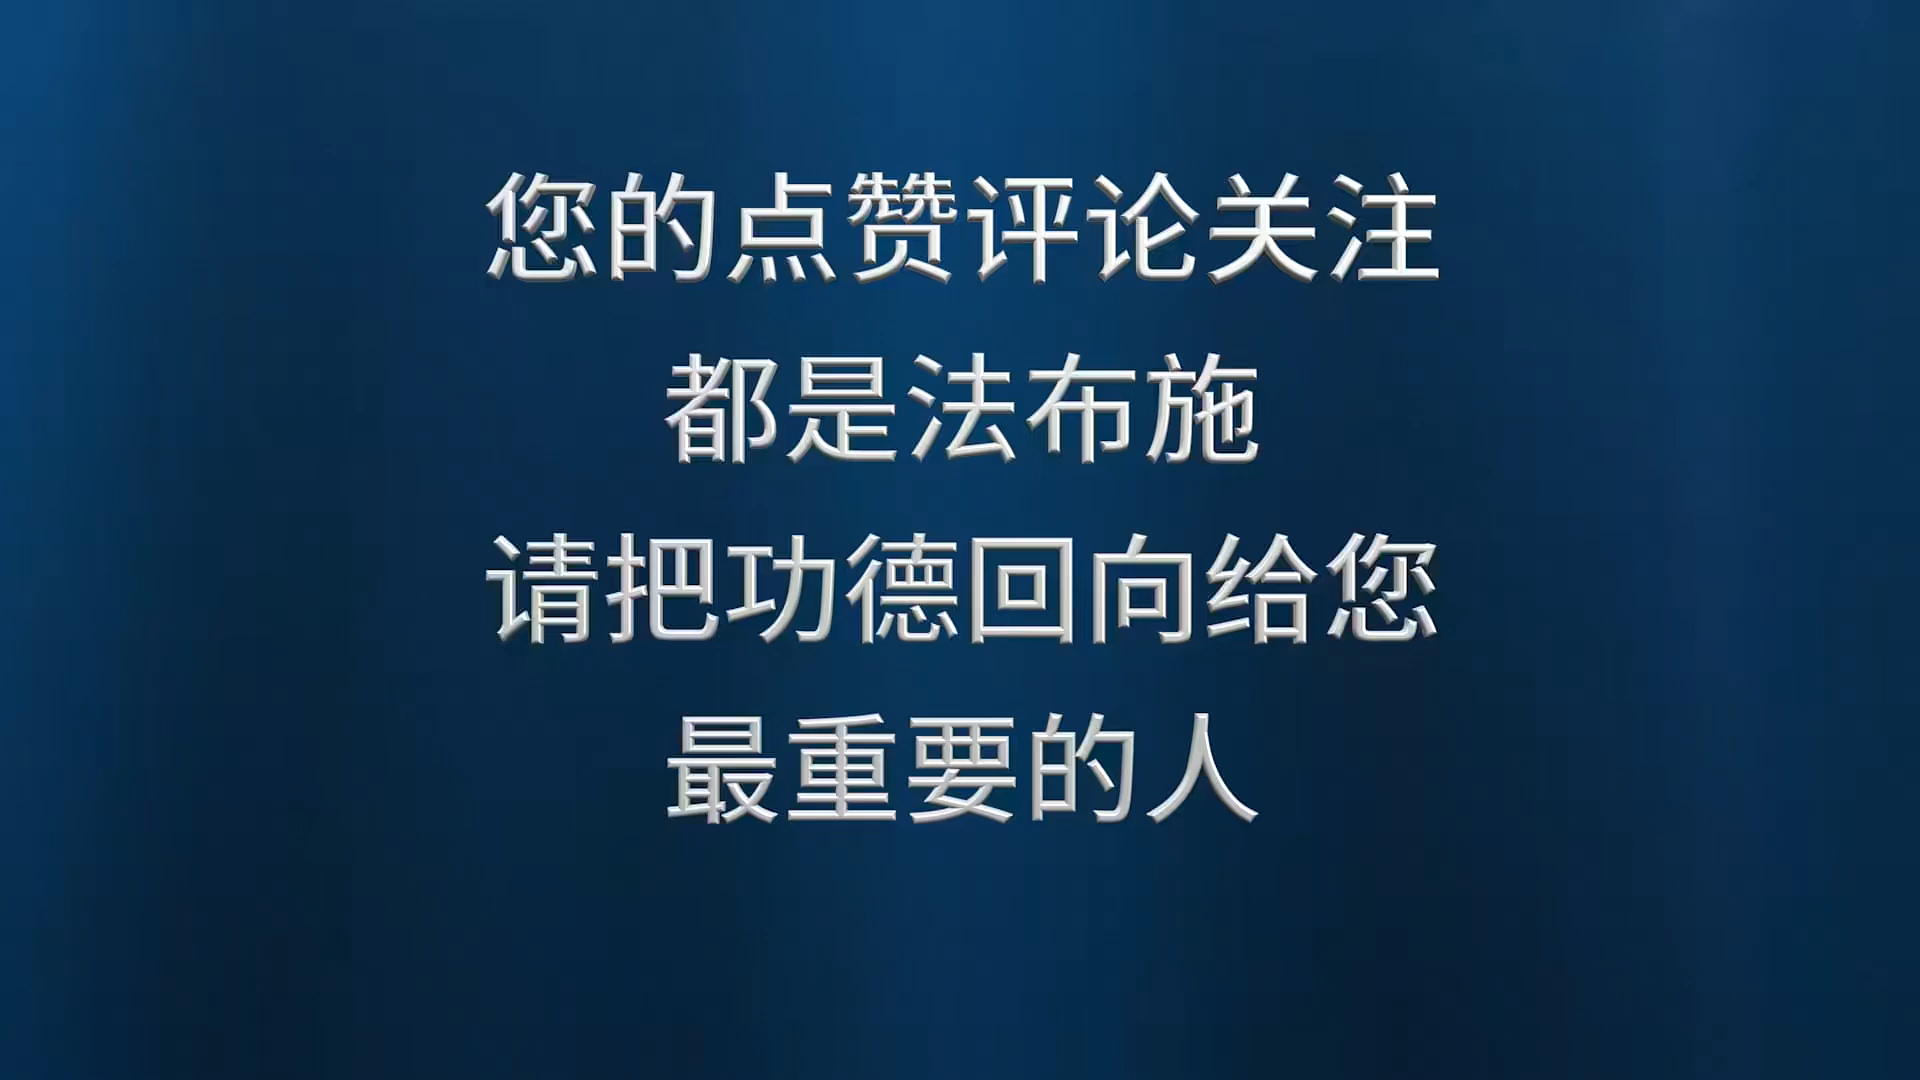 您的点赞评论关注
都是法布施
请把功德回向给您
最重要的人